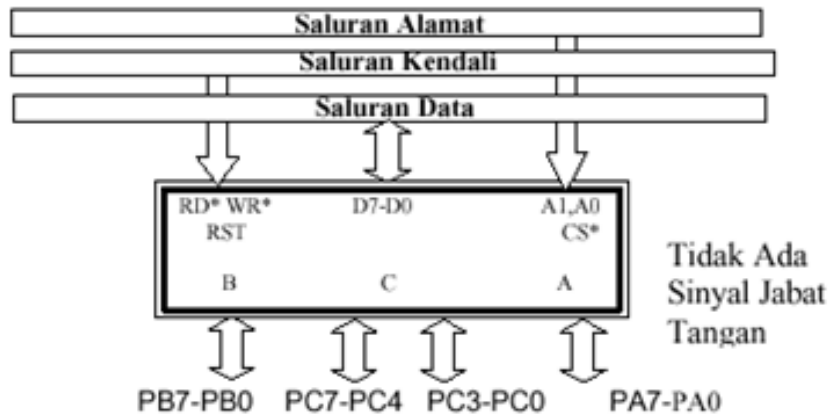 Saluran Alamat
Saluran Kendali
Saluran Data
RD* WR* D7-D0 A1,A0
RST CS*
B C A
Tidak Ada
Sinyal Jabat
Tangan
PB7-PB0 PC7-PC4 PC3-PC0 PA7-PA0